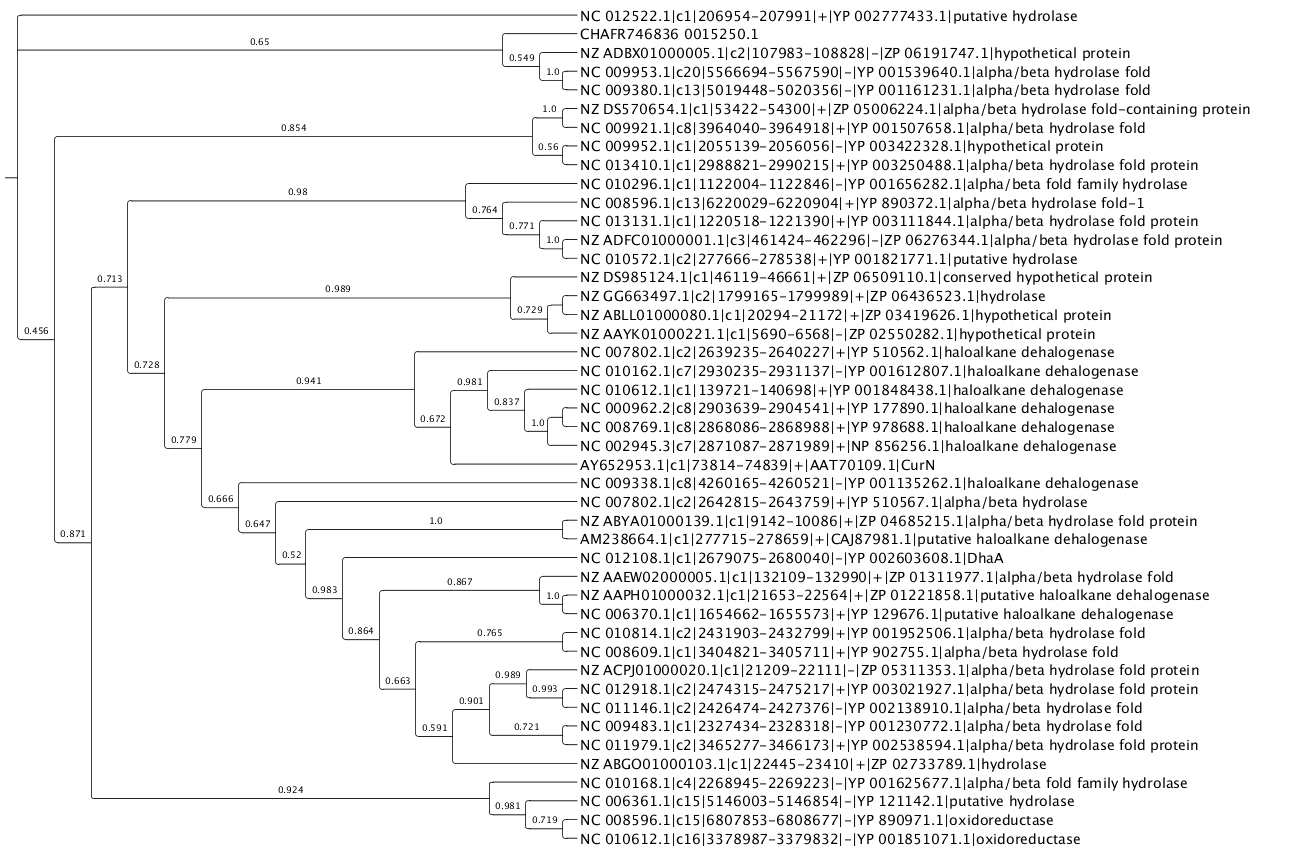 NC 012522.1|c1|206954-207991|+|YP 002777433.1|putative hydrolase
CHAFR746836 0015250.1
0.65
NZ ADBX01000005.1|c2|107983-108828|-|ZP 06191747.1|hypothetical protein
0.549
NC 009953.1|c20|5566694-5567590|-|YP 001539640.1|alpha/beta hydrolase fold
1.0
NC 009380.1|c13|5019448-5020356|-|YP 001161231.1|alpha/beta hydrolase fold
NZ DS570654.1|c1|53422-54300|+|ZP 05006224.1|alpha/beta hydrolase fold-containing protein
1.0
NC 009921.1|c8|3964040-3964918|+|YP 001507658.1|alpha/beta hydrolase fold
0.854
NC 009952.1|c1|2055139-2056056|-|YP 003422328.1|hypothetical protein
0.56
NC 013410.1|c1|2988821-2990215|+|YP 003250488.1|alpha/beta hydrolase fold protein
NC 010296.1|c1|1122004-1122846|-|YP 001656282.1|alpha/beta fold family hydrolase
0.98
NC 008596.1|c13|6220029-6220904|+|YP 890372.1|alpha/beta hydrolase fold-1
0.764
NC 013131.1|c1|1220518-1221390|+|YP 003111844.1|alpha/beta hydrolase fold protein
0.771
NZ ADFC01000001.1|c3|461424-462296|-|ZP 06276344.1|alpha/beta hydrolase fold protein
1.0
NC 010572.1|c2|277666-278538|+|YP 001821771.1|putative hydrolase
0.713
NZ DS985124.1|c1|46119-46661|+|ZP 06509110.1|conserved hypothetical protein
0.989
NZ GG663497.1|c2|1799165-1799989|+|ZP 06436523.1|hydrolase
0.729
NZ ABLL01000080.1|c1|20294-21172|+|ZP 03419626.1|hypothetical protein
0.456
NZ AAYK01000221.1|c1|5690-6568|-|ZP 02550282.1|hypothetical protein
NC 007802.1|c2|2639235-2640227|+|YP 510562.1|haloalkane dehalogenase
0.728
NC 010162.1|c7|2930235-2931137|-|YP 001612807.1|haloalkane dehalogenase
0.941
0.981
NC 010612.1|c1|139721-140698|+|YP 001848438.1|haloalkane dehalogenase
0.837
NC 000962.2|c8|2903639-2904541|+|YP 177890.1|haloalkane dehalogenase
0.672
1.0
NC 008769.1|c8|2868086-2868988|+|YP 978688.1|haloalkane dehalogenase
0.779
NC 002945.3|c7|2871087-2871989|+|NP 856256.1|haloalkane dehalogenase
AY652953.1|c1|73814-74839|+|AAT70109.1|CurN
NC 009338.1|c8|4260165-4260521|-|YP 001135262.1|haloalkane dehalogenase
0.666
NC 007802.1|c2|2642815-2643759|+|YP 510567.1|alpha/beta hydrolase
0.647
NZ ABYA01000139.1|c1|9142-10086|+|ZP 04685215.1|alpha/beta hydrolase fold protein
1.0
0.871
AM238664.1|c1|277715-278659|+|CAJ87981.1|putative haloalkane dehalogenase
0.52
NC 012108.1|c1|2679075-2680040|-|YP 002603608.1|DhaA
NZ AAEW02000005.1|c1|132109-132990|+|ZP 01311977.1|alpha/beta hydrolase fold
0.983
0.867
NZ AAPH01000032.1|c1|21653-22564|+|ZP 01221858.1|putative haloalkane dehalogenase
1.0
NC 006370.1|c1|1654662-1655573|+|YP 129676.1|putative haloalkane dehalogenase
0.864
NC 010814.1|c2|2431903-2432799|+|YP 001952506.1|alpha/beta hydrolase fold
0.765
NC 008609.1|c1|3404821-3405711|+|YP 902755.1|alpha/beta hydrolase fold
NZ ACPJ01000020.1|c1|21209-22111|-|ZP 05311353.1|alpha/beta hydrolase fold protein
0.663
0.989
NC 012918.1|c2|2474315-2475217|+|YP 003021927.1|alpha/beta hydrolase fold protein
0.993
0.901
NC 011146.1|c2|2426474-2427376|-|YP 002138910.1|alpha/beta hydrolase fold
NC 009483.1|c1|2327434-2328318|-|YP 001230772.1|alpha/beta hydrolase fold
0.591
0.721
NC 011979.1|c2|3465277-3466173|+|YP 002538594.1|alpha/beta hydrolase fold protein
NZ ABGO01000103.1|c1|22445-23410|+|ZP 02733789.1|hydrolase
NC 010168.1|c4|2268945-2269223|-|YP 001625677.1|alpha/beta fold family hydrolase
0.924
NC 006361.1|c15|5146003-5146854|-|YP 121142.1|putative hydrolase
0.981
NC 008596.1|c15|6807853-6808677|-|YP 890971.1|oxidoreductase
0.719
NC 010612.1|c16|3378987-3379832|-|YP 001851071.1|oxidoreductase